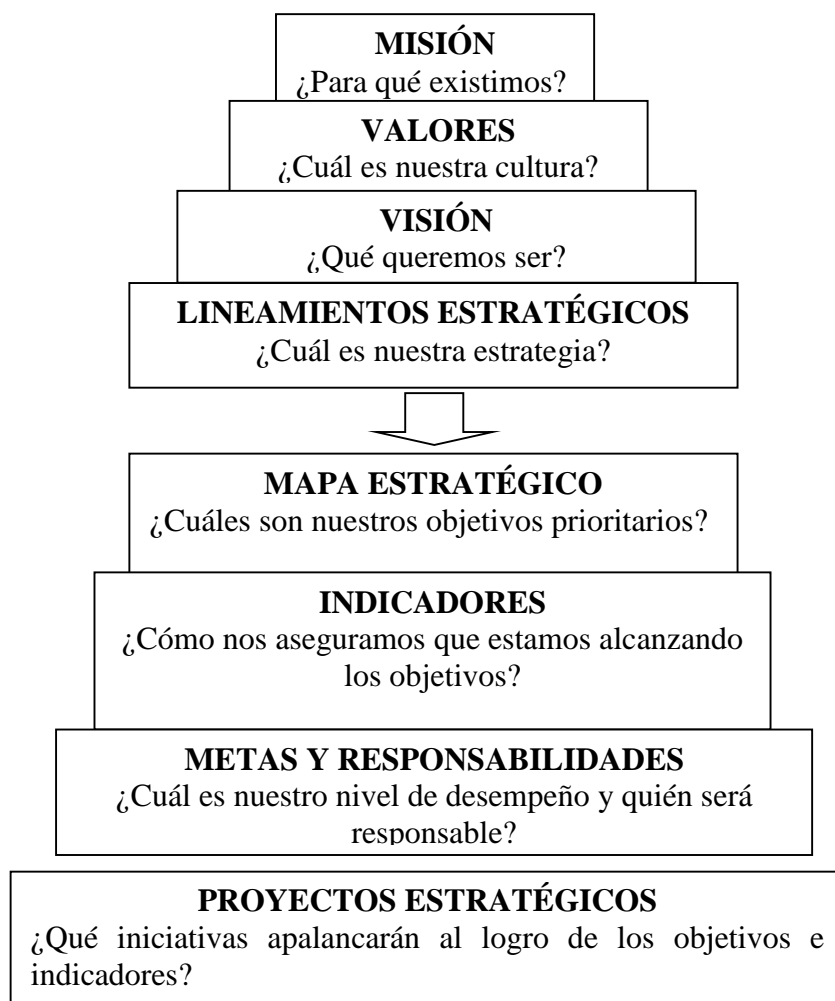 MISIÓN
¿Para qué existimos?
VALORES
¿Cuál es nuestra cultura?
VISIÓN
¿Qué queremos ser?
LINEAMIENTOS ESTRATÉGICOS
¿Cuál es nuestra estrategia?
MAPA ESTRATÉGICO
¿Cuáles son nuestros objetivos prioritarios?
INDICADORES
¿Cómo nos aseguramos que estamos alcanzando
los objetivos?
METAS Y RESPONSABILIDADES
¿Cuál es nuestro nivel de desempeño y quién será
responsable?
PROYECTOS ESTRATÉGICOS
¿Qué iniciativas apalancarán al logro de los objetivos e
indicadores?